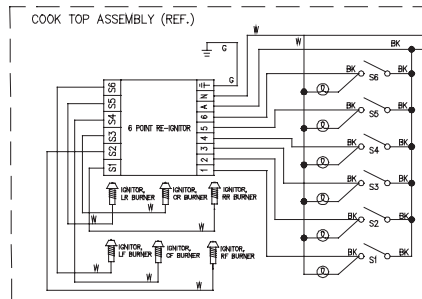 COOK TOP ASSEMBLY (REF.)
W
W
BK
G
G
S6
S5
S4
S3
S2
S1
6 POINT RE-IGNITOR
N
A
6
5
4
3
2
1
BK
S6
BK
BK
S5
BK
BK
S4
BK
BK
S3
BK
BK
S2
BK
BK
S1
BK
IGNITOR,
LR BURNER
IGNITOR,
CR BURNER
IGNITOR,
RR BURNER
W
W
W
IGNITOR,
LF BURNER
IGNITOR,
CF BURNER
IGNITOR,
RF BURNER
W
W
W